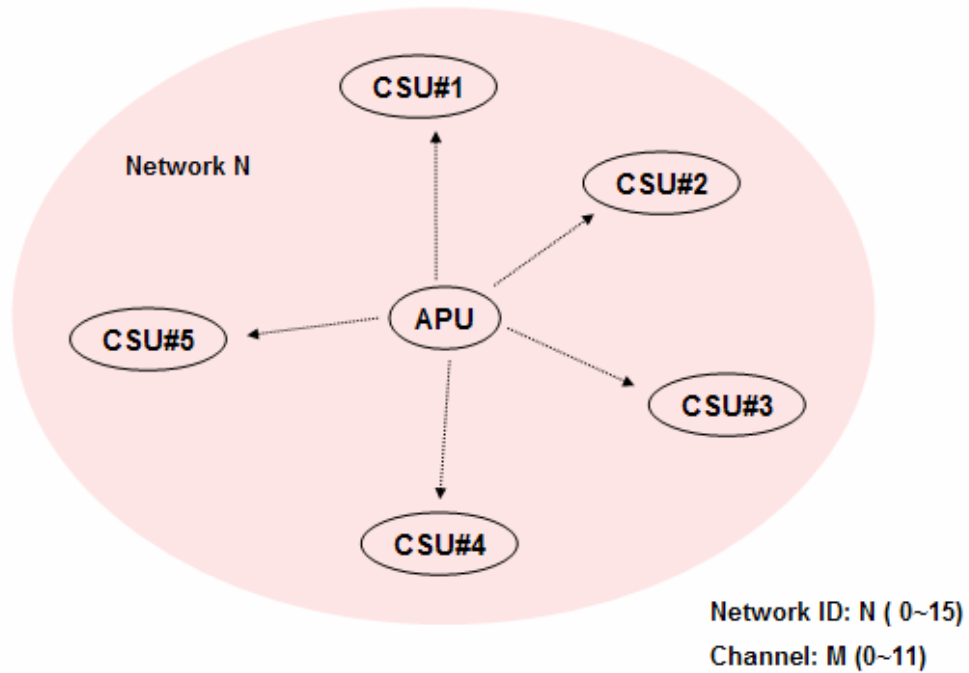 CSU#1
Network N
CSU#2
APU
CSU#5
CSU#3
CSU#4
Network ID: N ( 0~15)
Channel: M (0~11)